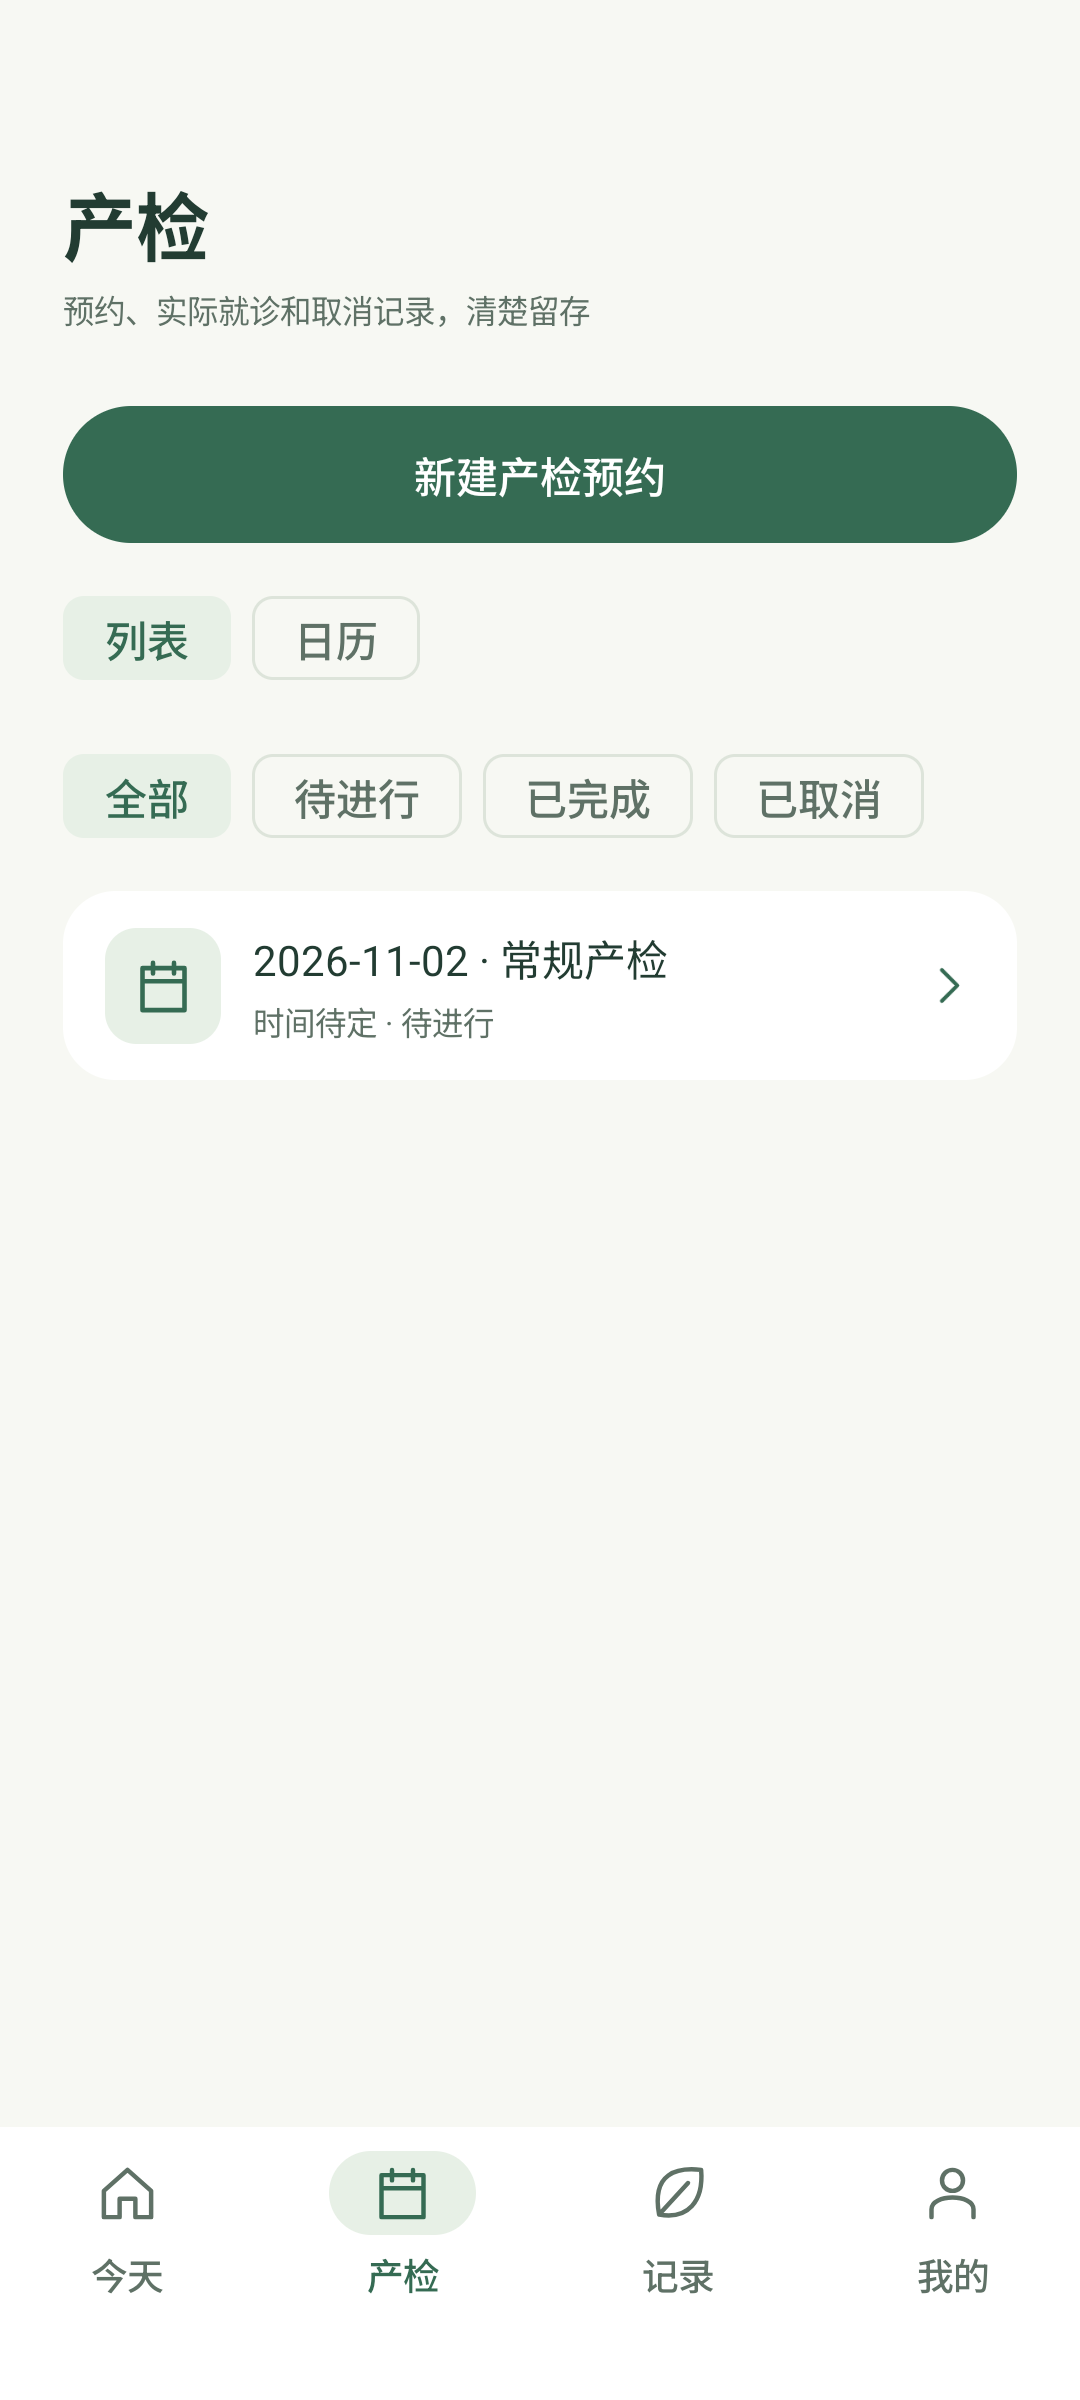 产检
预约、实际就诊和取消记录，清楚留存
新建产检预约
列表 日历
全部 待进行 已完成 已取消
2026-11-02 · 常规产检
时间待定 · 待进行
今天 产检 记录 我的